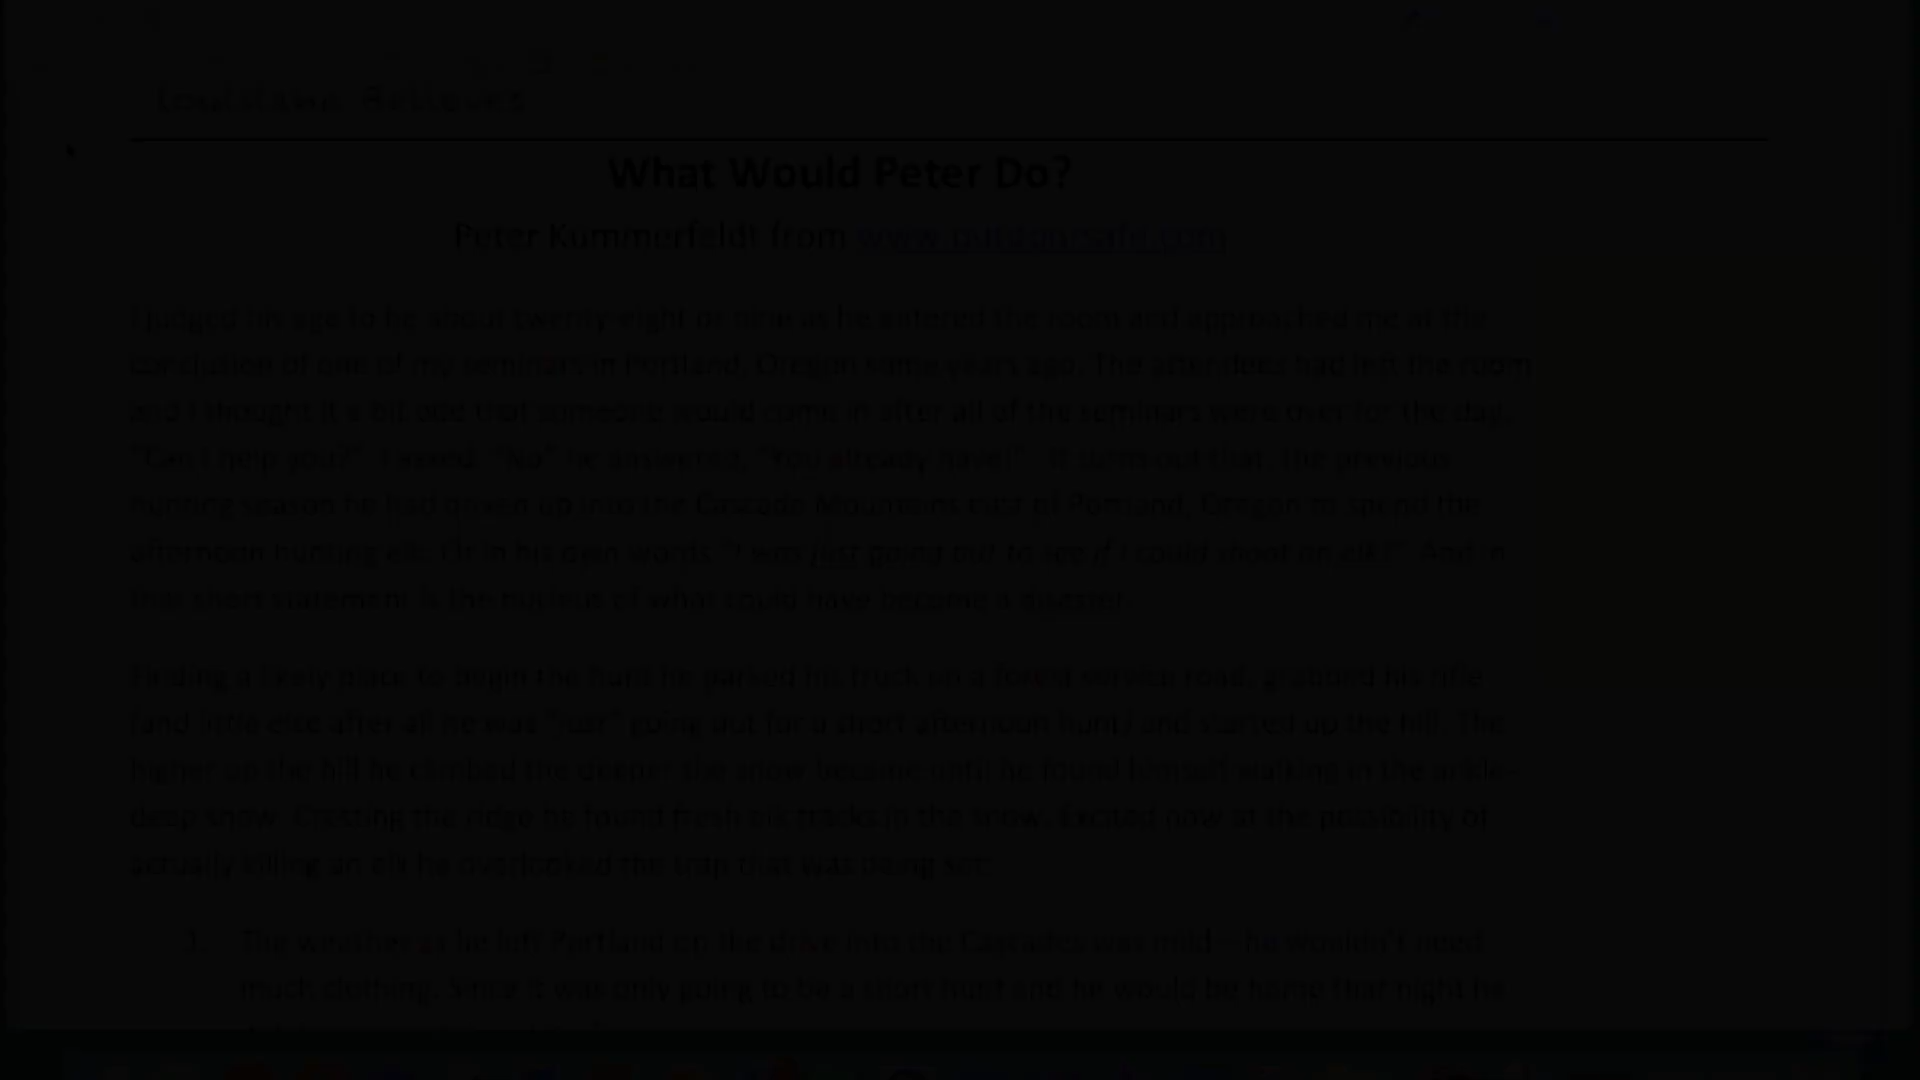 What Would Peter Do?
Peter Kummerfeldt from www.outdoorsafe.com
I judged his age to be about twenty-eight or nine as he entered the room and approached me at the
conclusion of one of my seminars in Portland, Oregon some years ago. The attendees had left the room
and I thought it a bit odd that someone would come in after all of the seminars were over for the day.
"Can I help you?" I asked. "No" he answered, "You already have!" It turns out that, the previous
hunting season he had driven up into the Cascade Mountains east of Portland, Oregon to spend the
afternoon hunting elk. Or in his own words "I was just going out to see if I could shoot an elk!" And in
that short statement is the nucleus of what could have become a disaster.
Finding a likely place to begin the hunt he parked his truck on a forest service road, grabbed his rifle
(and little else after all he was "just" going out for a short afternoon hunt) and started up the hill. The
higher up the hill he climbed the deeper the snow became until he found himself walking in the ankle-
deep snow. Cresting the ridge he found fresh elk tracks in the snow. Excited now at the possibility of
actually killing an elk he overlooked the trap that was being set:
The weather as he left Portland on the drive into the Cascades was mild – he wouldn't need
much clothing. Since it was only going to be a short hunt and he would be home that night he